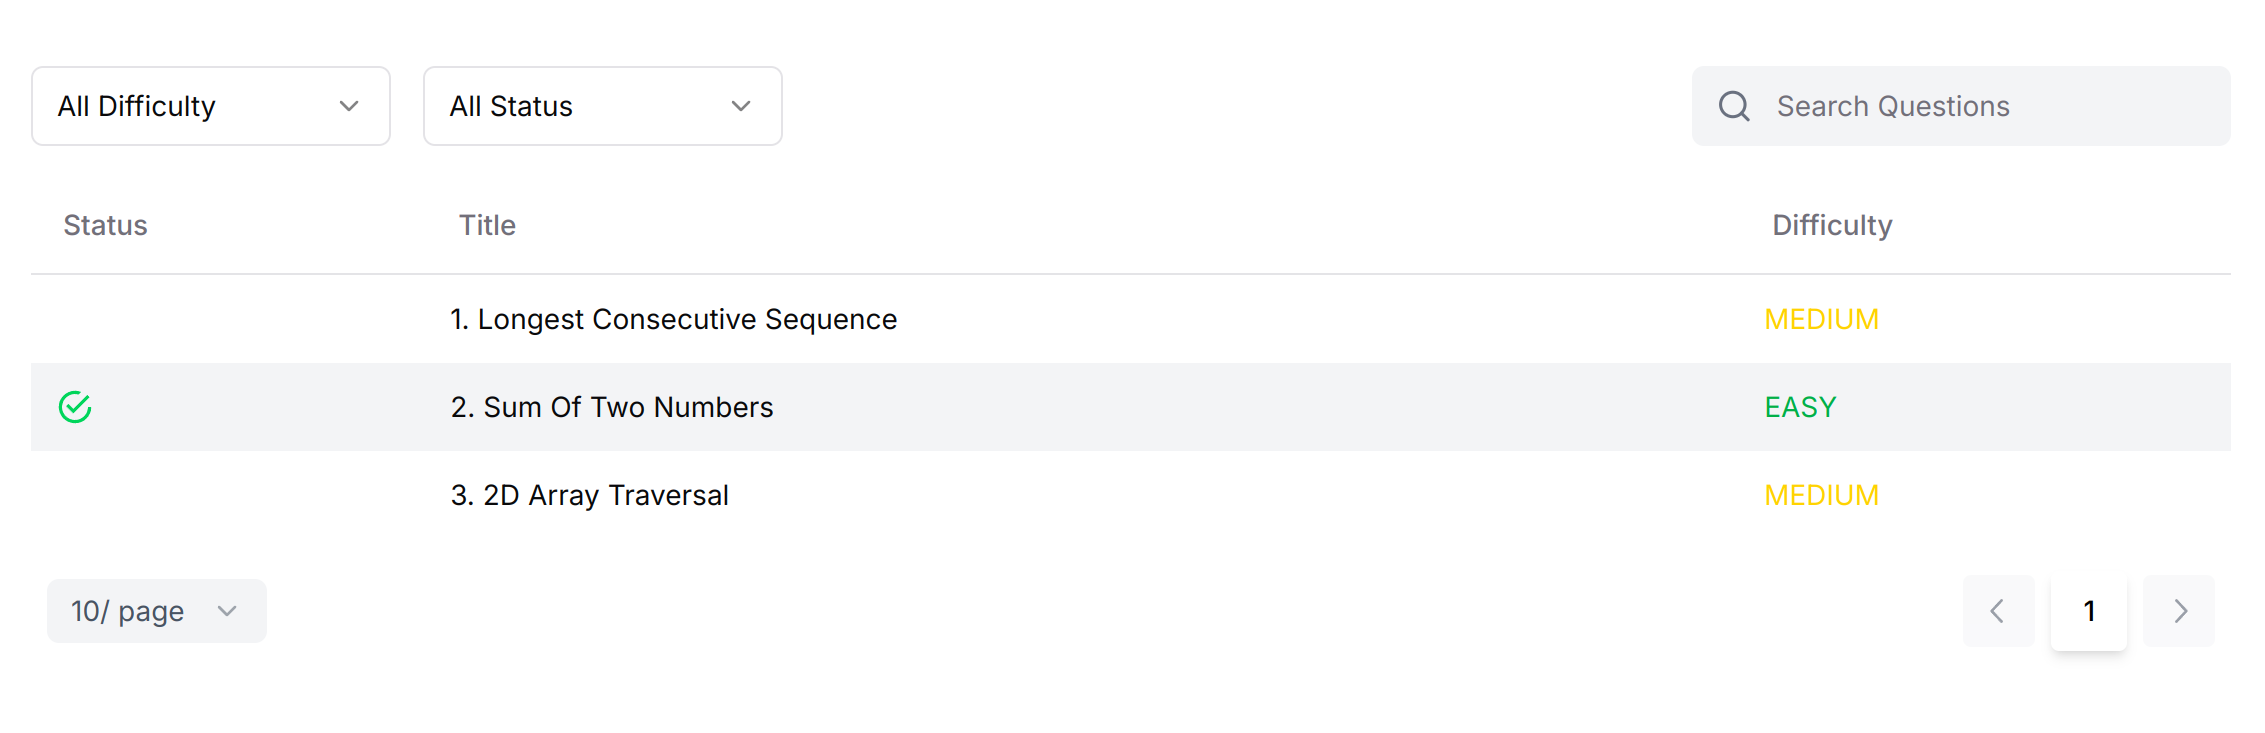 All Difficulty All Status Search Questions
Status Title Difficulty
1. Longest Consecutive Sequence MEDIUM
2. Sum Of Two Numbers EASY
3. 2D Array Traversal MEDIUM
10/ page 1